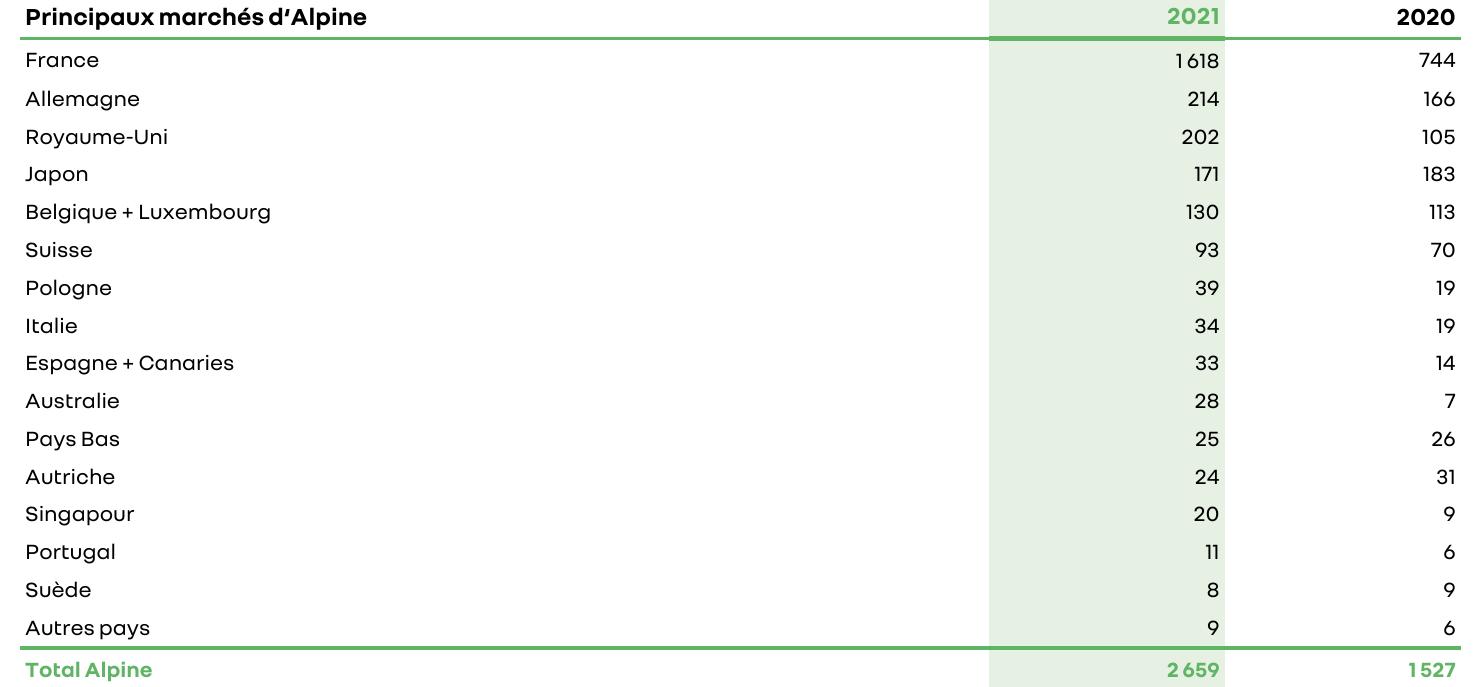 Principaux marchés d’Alpine 2021 2020
France 1 618 744
Allemagne 214 166
Royaume-Uni 202 105
Japon 171 183
Belgique + Luxembourg 130 113
Suisse 93 70
Pologne 39 19
Italie 34 19
Espagne + Canaries 33 14
Australie 28 7
Pays Bas 25 26
Autriche 24 31
Singapour 20 9
Portugal 11 6
Suède 8 9
Autres pays 9 6
Total Alpine 2 659 1 527